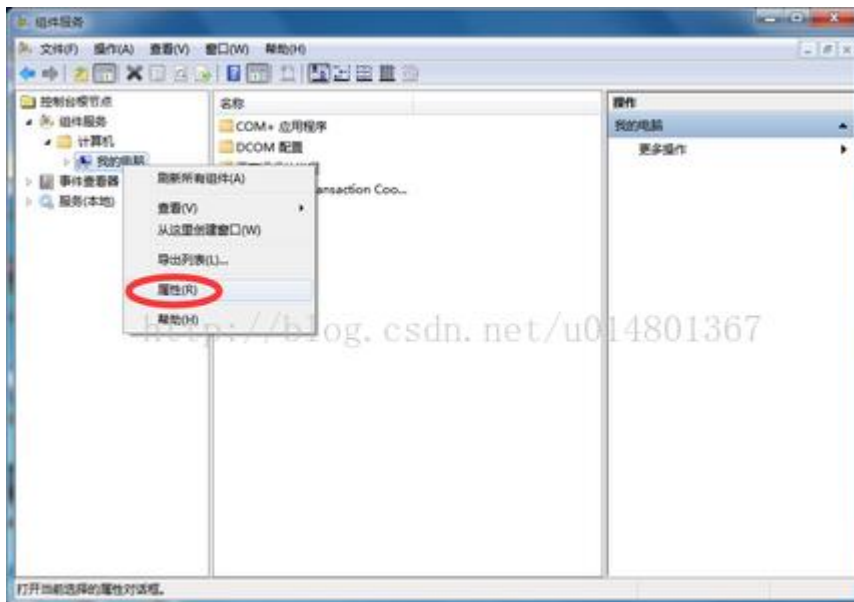 组件服务
文件(F) 操作(A) 查看(V) 窗口(W) 帮助(H)
控制台根节点
组件服务
计算机
我的电脑
事件查看器
服务(本地)
名称
COM+ 应用程序
DCOM 配置
ansaction Coo...
刷新所有组件(A)
查看(V)
从这里创建窗口(W)
导出列表(L)...
属性(R)
帮助(H)
操作
我的电脑
更多操作
http://blog.csdn.net/u014801367
打开当前选择的属性对话框。